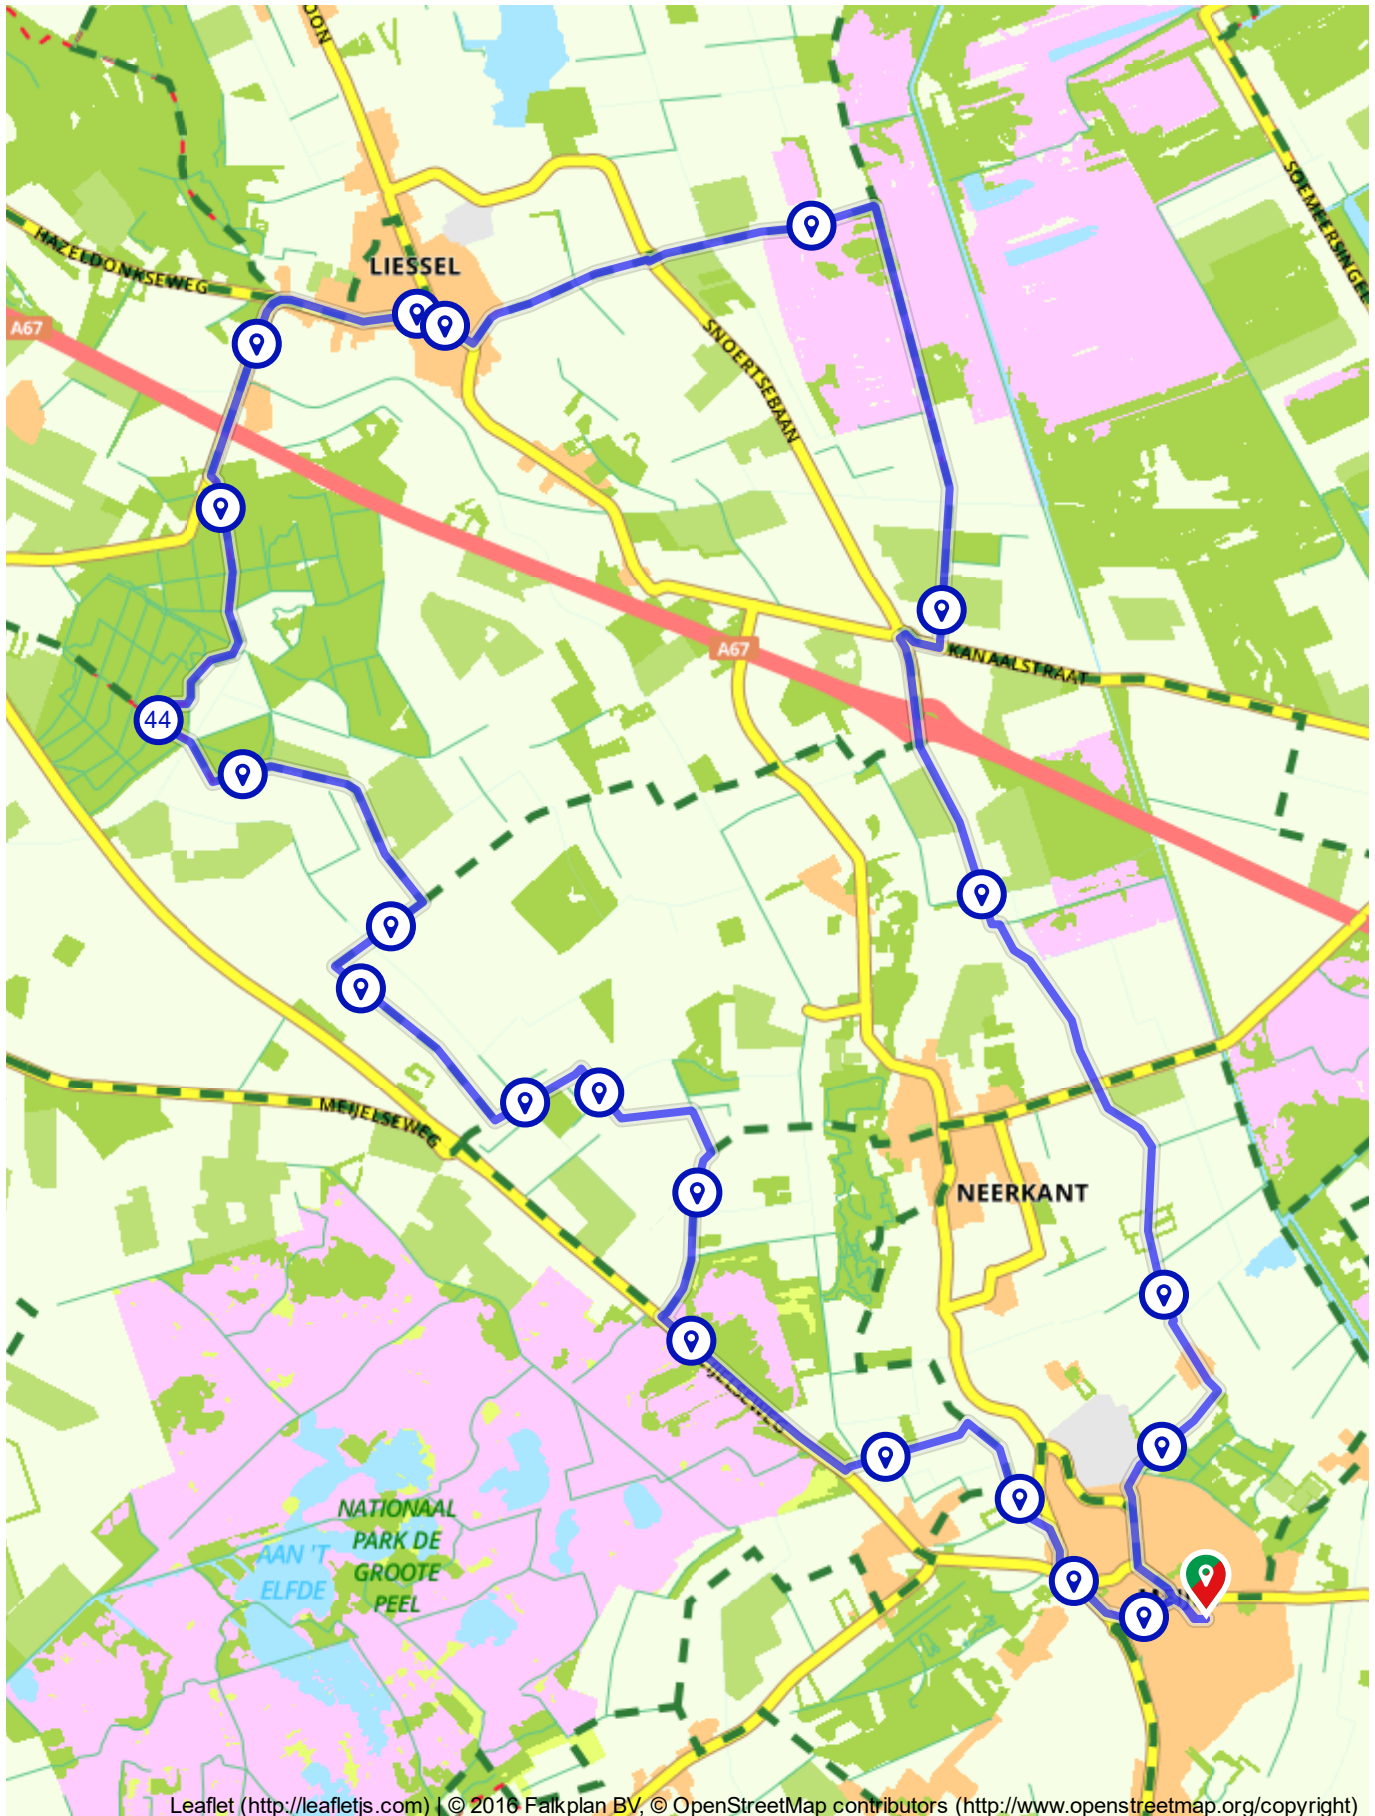 SOEMEERSINGEL
LIESSEL
HAZELDONKSEWEG
A67
SNOERTSEBAAN
A67
KANAALSTRAAT
44
MEIJELSEWEG
NEERKANT
NATIONAAL
PARK DE
GROOTE
PEEL
AAN 'T
ELFDE
Leaflet (http://leafletjs.com) | © 2016 Falkplan BV, © OpenStreetMap contributors (http://www.openstreetmap.org/copyright)